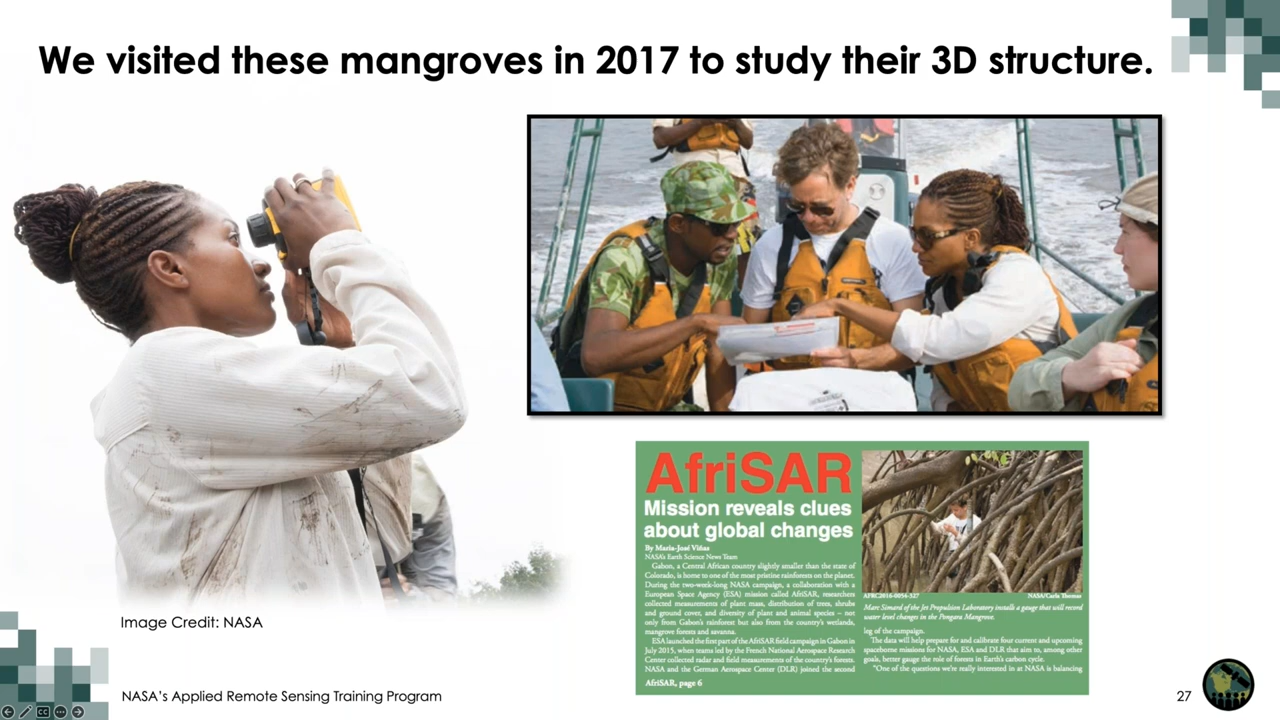 We visited these mangroves in 2017 to study their 3D structure.
AfriSAR
Mission reveals clues
about global changes
By Maria-José Viñas
NASA's Earth Science News Team
Gabon, a Central African country slightly smaller than the state of
Colorado, is home to one of the most pristine rainforests on the planet.
During the two-week-long NASA campaign, a collaboration with a
European Space Agency (ESA) mission called AfriSAR, researchers
collected measurements of plant mass, distribution of trees, shrubs
and ground cover, and diversity of plant and animal species – not
only from Gabon's rainforest but also from the country's wetlands,
mangrove forests and savanna.
ESA launched the first part of the AfriSAR field campaign in Gabon in
July 2015, when teams led by the French National Aerospace Research
Center collected radar and field measurements of the country's forests.
NASA and the German Aerospace Center (DLR) joined the second
AfriSAR, page 6
AFRC2016-0054-327 NASA/Carla Thomas
Marc Simard of the Jet Propulsion Laboratory installs a gauge that will record
water level changes in the Pongara Mangrove.
leg of the campaign.
The data will help prepare for and calibrate four current and upcoming
spaceborne missions for NASA, ESA and DLR that aim to, among other
goals, better gauge the role of forests in Earth's carbon cycle.
"One of the questions we're really interested in at NASA is balancing
Image Credit: NASA
NASA's Applied Remote Sensing Training Program
27